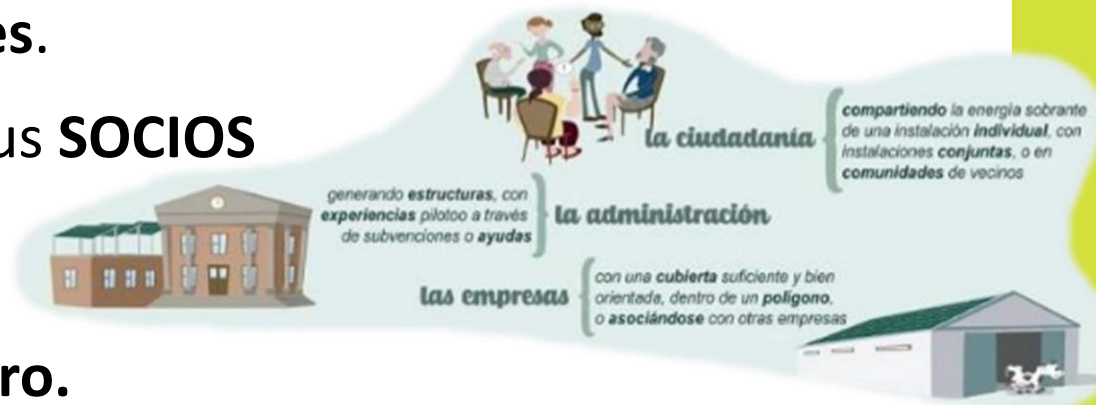 es.
us SOCIOS
la ciudadanía
compartiendo la energía sobrante
de una instalación individual, con
instalaciones conjuntas, o en
comunidades de vecinos
generando estructuras, con
experiencias pilotoo a través
de subvenciones o ayudas
la administración
las empresas
con una cubierta suficiente y bien
orientada, dentro de un polígono,
o asociándose con otras empresas
ro.